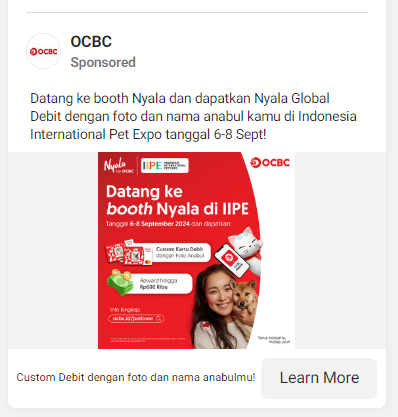 OCBC
OCBC
Sponsored
Datang ke booth Nyala dan dapatkan Nyala Global
Debit dengan foto dan nama anabul kamu di Indonesia
International Pet Expo tanggal 6-8 Sept!
Nyala
by OCBC
IIPE
INDONESIA
INTERNATIONAL
PET EXPO
OCBC
Datang ke
booth Nyala di IIPE
Tanggal 6-8 September 2024 dan dapatkan:
Custom Kartu Debit
dengan Foto Anabul
Reward hingga
Rp600 Ribu
Info lengkap:
ocbc.id/petlover
Terus bersama,
melaju jauh
Custom Debit dengan foto dan nama anabulmu!
Learn More